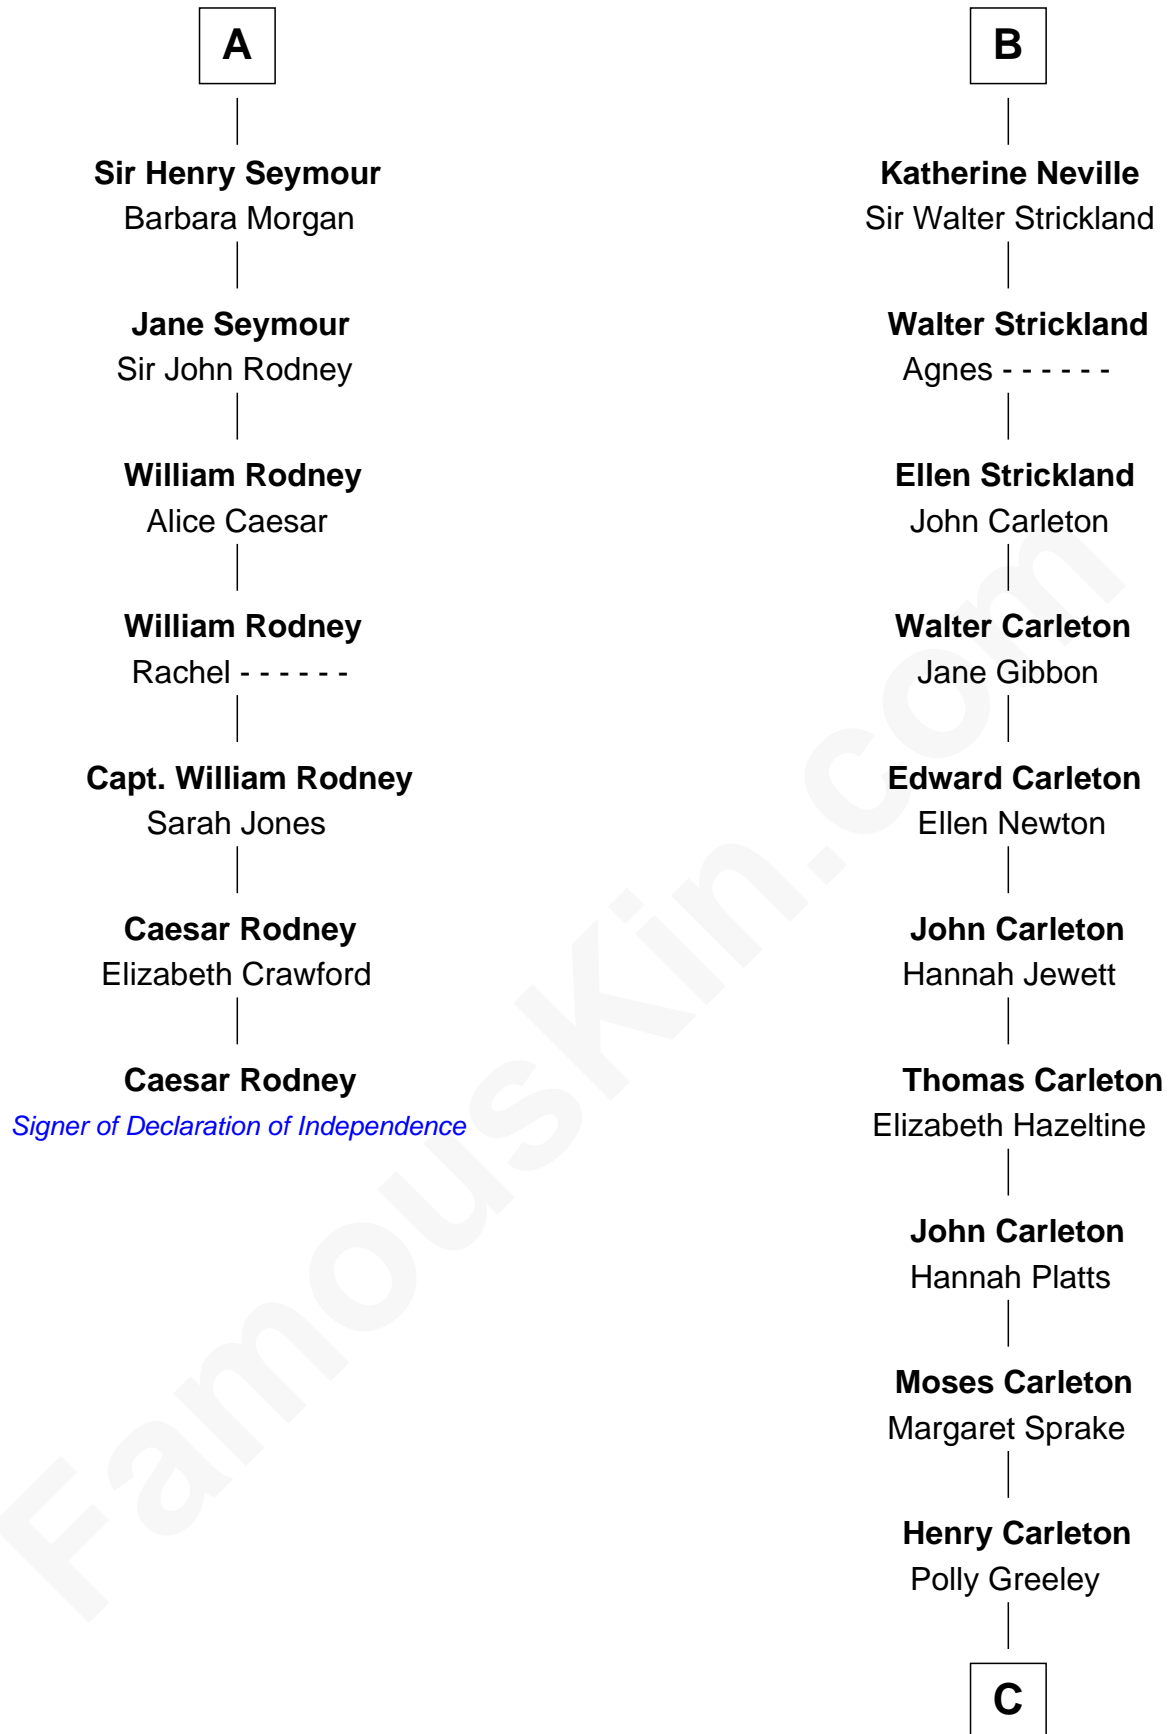 A
Sir Henry Seymour
Barbara Morgan
Jane Seymour
Sir John Rodney
William Rodney
Alice Caesar
William Rodney
Rachel - - - - - -
Capt. William Rodney
Sarah Jones
Caesar Rodney
Elizabeth Crawford
Caesar Rodney
Signer of Declaration of Independence
B
Katherine Neville
Sir Walter Strickland
Walter Strickland
Agnes - - - - - -
Ellen Strickland
John Carleton
Walter Carleton
Jane Gibbon
Edward Carleton
Ellen Newton
John Carleton
Hannah Jewett
Thomas Carleton
Elizabeth Hazeltine
John Carleton
Hannah Platts
Moses Carleton
Margaret Sprake
Henry Carleton
Polly Greeley
C
FamousKin.com